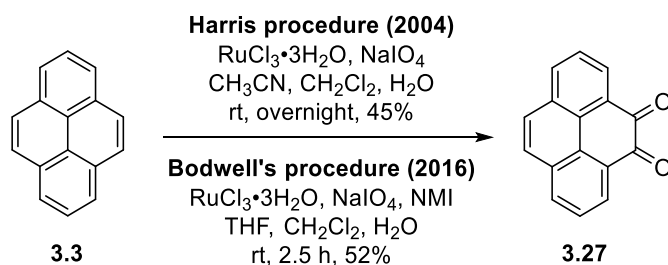 Harris procedure (2004)
RuCl₃•3H₂O, NaIO₄
CH₃CN, CH₂Cl₂, H₂O
rt, overnight, 45%
Bodwell's procedure (2016)
RuCl₃•3H₂O, NaIO₄, NMI
THF, CH₂Cl₂, H₂O
rt, 2.5 h, 52%
3.3
O
O
3.27